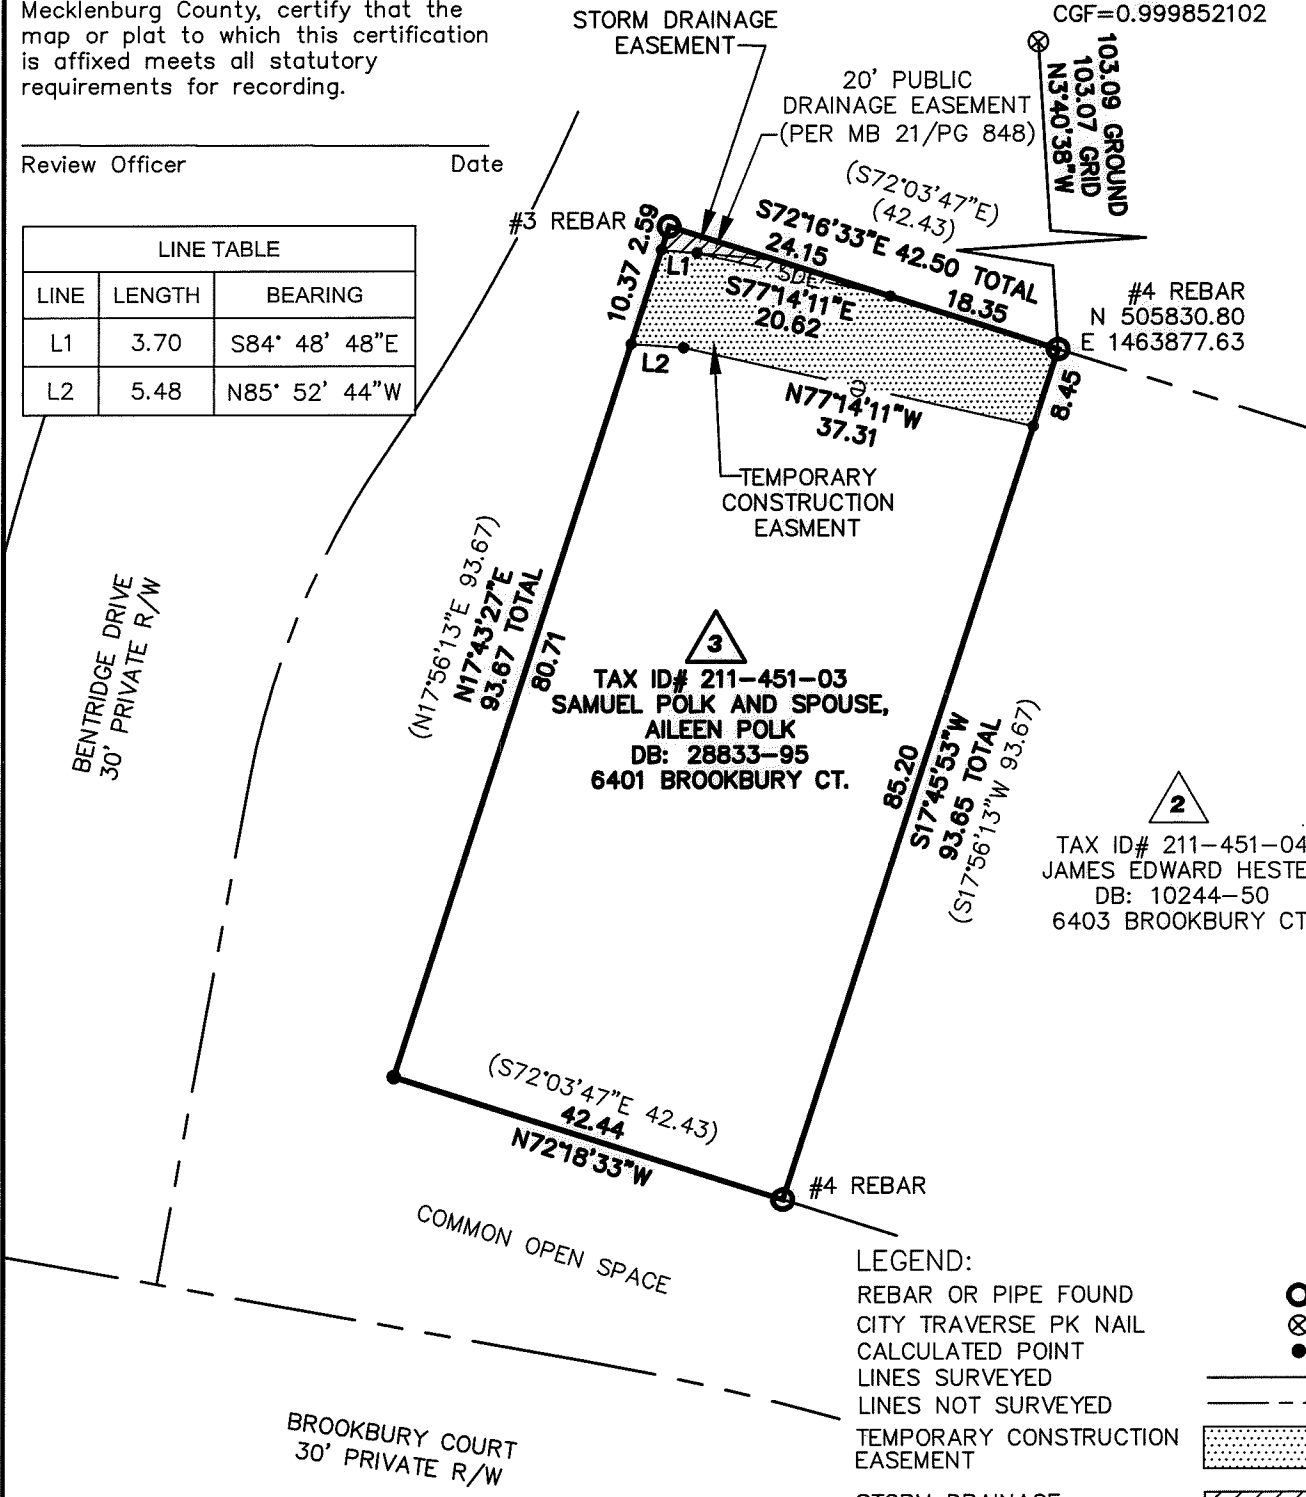 Mecklenburg County, certify that the
map or plat to which this certification
is affixed meets all statutory
requirements for recording.
Review Officer Date
LINE TABLE
LINE LENGTH BEARING
L1 3.70 S84° 48' 48"E
L2 5.48 N85° 52' 44"W
STORM DRAINAGE
EASEMENT
20' PUBLIC
DRAINAGE EASEMENT
(PER MB 21/PG 848)
CGF=0.999852102
103.09 GROUND
103.07 GRID
N3°40'38"W
(S72°03'47"E)
(42.43)
S72°16'33"E 42.50 TOTAL
24.15
18.35
#3 REBAR
2.59
10.37
L1
SDE
S77°14'11"E
20.62
#4 REBAR
N 505830.80
E 1463877.63
L2
N77°14'11"W
37.31
8.45
TEMPORARY
CONSTRUCTION
EASMENT
(N17°56'13"E 93.67)
N17°43'27"E
93.67 TOTAL
80.71
BENTRIDGE DRIVE
30' PRIVATE R/W
3
TAX ID# 211-451-03
SAMUEL POLK AND SPOUSE,
AILEEN POLK
DB: 28833-95
6401 BROOKBURY CT.
85.20
S17°45'53"W
93.65 TOTAL
(S17°56'13"W 93.67)
2
TAX ID# 211-451-04
JAMES EDWARD HESTE
DB: 10244-50
6403 BROOKBURY CT
(S72°03'47"E 42.43)
42.44
N72°18'33"W
#4 REBAR
COMMON OPEN SPACE
BROOKBURY COURT
30' PRIVATE R/W
LEGEND:
REBAR OR PIPE FOUND
CITY TRAVERSE PK NAIL
CALCULATED POINT
LINES SURVEYED
LINES NOT SURVEYED
TEMPORARY CONSTRUCTION
EASEMENT
STORM DRAINAGE